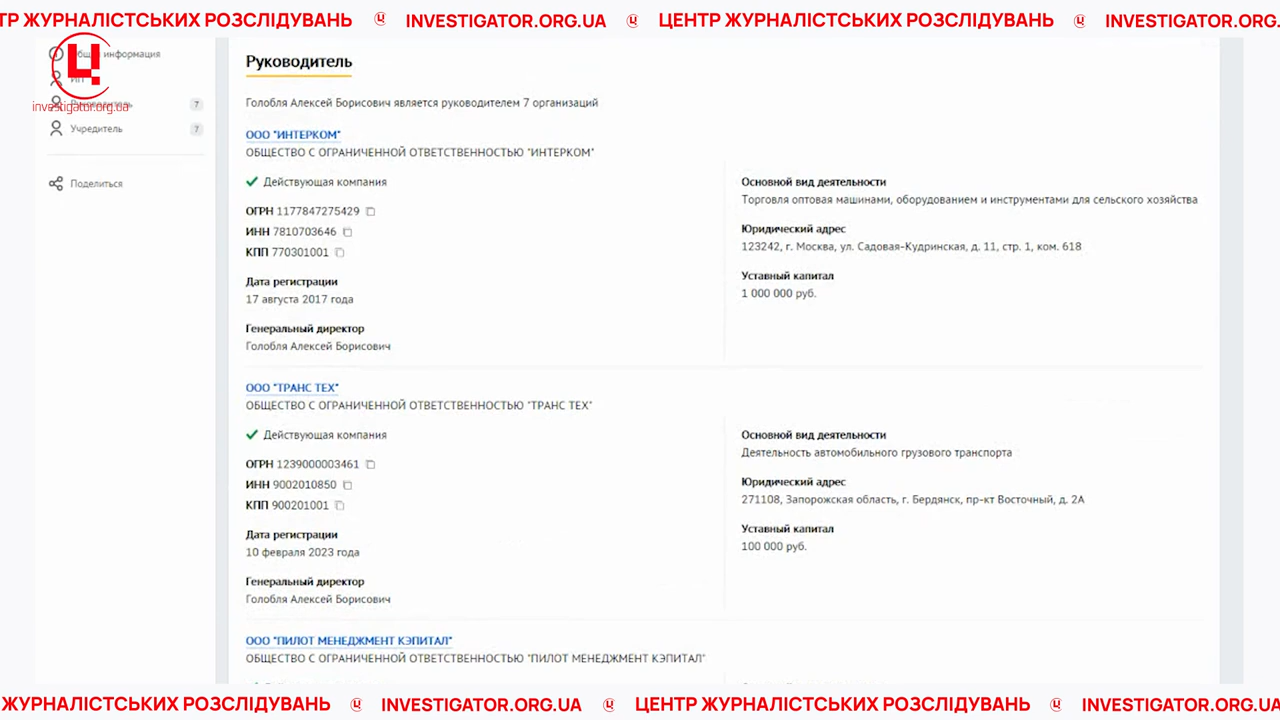 ТР ЖУРНАЛІСТСЬКИХ РОЗСЛІДУВАНЬ INVESTIGATOR.ORG.UA ЦЕНТР ЖУРНАЛІСТСЬКИХ РОЗСЛІДУВАНЬ INVESTIGATOR.ORG.
информация
investigator.org.ua
7
Учредитель 7
Поделиться
Руководитель
Голобля Алексей Борисович является руководителем 7 организаций
ООО "ИНТЕРКОМ"
ОБЩЕСТВО С ОГРАНИЧЕННОЙ ОТВЕТСТВЕННОСТЬЮ "ИНТЕРКОМ"
Действующая компания
ОГРН 1177847275429
ИНН 7810703646
КПП 770301001
Дата регистрации
17 августа 2017 года
Генеральный директор
Голобля Алексей Борисович
Основной вид деятельности
Торговля оптовая машинами, оборудованием и инструментами для сельского хозяйства
Юридический адрес
123242, г. Москва, ул. Садовая-Кудринская, д. 11, стр. 1, ком. 618
Уставный капитал
1 000 000 руб.
ООО "ТРАНС ТЕХ"
ОБЩЕСТВО С ОГРАНИЧЕННОЙ ОТВЕТСТВЕННОСТЬЮ "ТРАНС ТЕХ"
Действующая компания
ОГРН 1239000003461
ИНН 9002010850
КПП 900201001
Дата регистрации
10 февраля 2023 года
Генеральный директор
Голобля Алексей Борисович
Основной вид деятельности
Деятельность автомобильного грузового транспорта
Юридический адрес
271108, Запорожская область, г. Бердянск, пр-кт Восточный, д. 2А
Уставный капитал
100 000 руб.
ООО "ПИЛОТ МЕНЕДЖМЕНТ КЭПИТАЛ"
ОБЩЕСТВО С ОГРАНИЧЕННОЙ ОТВЕТСТВЕННОСТЬЮ "ПИЛОТ МЕНЕДЖМЕНТ КЭПИТАЛ"
ЖУРНАЛІСТСЬКИХ РОЗСЛІДУВАНЬ INVESTIGATOR.ORG.UA ЦЕНТР ЖУРНАЛІСТСЬКИХ РОЗСЛІДУВАНЬ INVESTIGATOR.ORG.UA